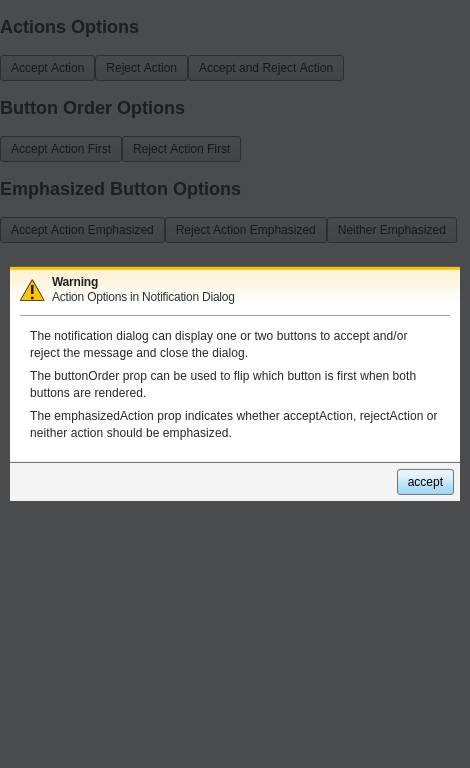 Actions Options
Accept Action Reject Action Accept and Reject Action
Button Order Options
Accept Action First Reject Action First
Emphasized Button Options
Accept Action Emphasized Reject Action Emphasized Neither Emphasized
Warning
Action Options in Notification Dialog
The notification dialog can display one or two buttons to accept and/or
reject the message and close the dialog.
The buttonOrder prop can be used to flip which button is first when both
buttons are rendered.
The emphasizedAction prop indicates whether acceptAction, rejectAction or
neither action should be emphasized.
accept